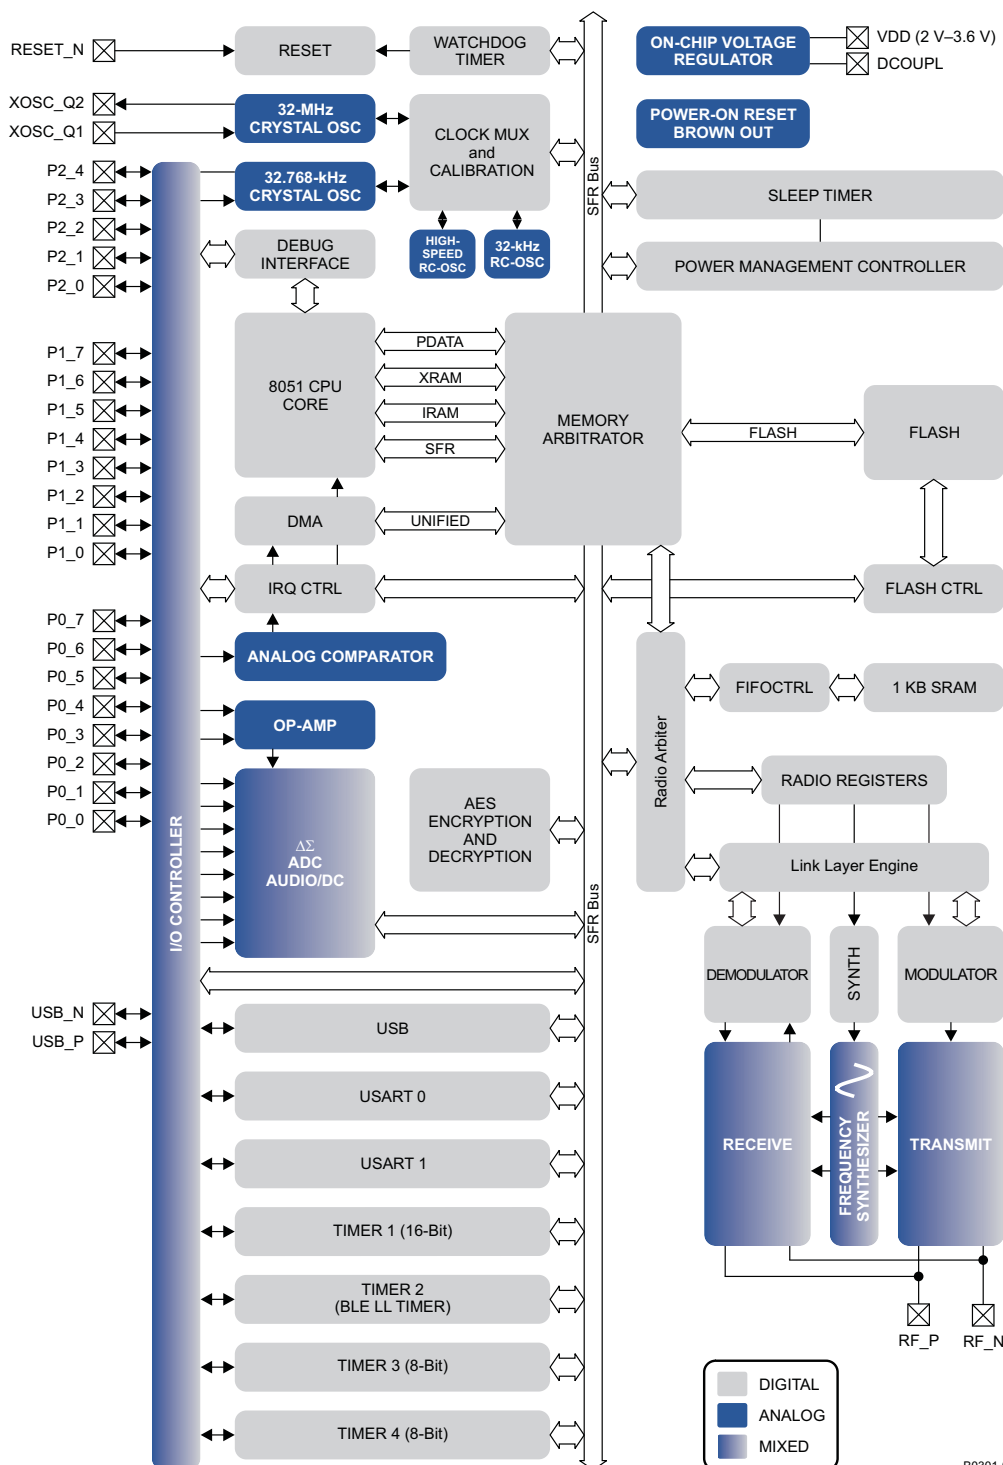 RESET_N
RESET
WATCHDOG
TIMER
ON-CHIP VOLTAGE
REGULATOR
VDD (2 V–3.6 V)
DCOUPL
XOSC_Q2
XOSC_Q1
32-MHz
CRYSTAL OSC
CLOCK MUX
and
CALIBRATION
POWER-ON RESET
BROWN OUT
SFR Bus
P2_4
P2_3
P2_2
P2_1
P2_0
32.768-kHz
CRYSTAL OSC
HIGH-
SPEED
RC-OSC
32-kHz
RC-OSC
SLEEP TIMER
POWER MANAGEMENT CONTROLLER
DEBUG
INTERFACE
P1_7
P1_6
P1_5
P1_4
P1_3
P1_2
P1_1
P1_0
8051 CPU
CORE
PDATA
XRAM
IRAM
SFR
MEMORY
ARBITRATOR
FLASH
FLASH
DMA
UNIFIED
IRQ CTRL
FLASH CTRL
P0_7
P0_6
P0_5
P0_4
P0_3
P0_2
P0_1
P0_0
ANALOG COMPARATOR
OP-AMP
FIFOCTRL
1 KB SRAM
Radio Arbiter
RADIO REGISTERS
ΔΣ
ADC
AUDIO/DC
AES
ENCRYPTION
AND
DECRYPTION
Link Layer Engine
I/O CONTROLLER
SFR Bus
DEMODULATOR
SYNTH
MODULATOR
USB_N
USB_P
USB
USART 0
USART 1
TIMER 1 (16-Bit)
TIMER 2
(BLE LL TIMER)
TIMER 3 (8-Bit)
TIMER 4 (8-Bit)
RECEIVE
FREQUENCY
SYNTHESIZER
TRANSMIT
RF_P
RF_N
DIGITAL
ANALOG
MIXED